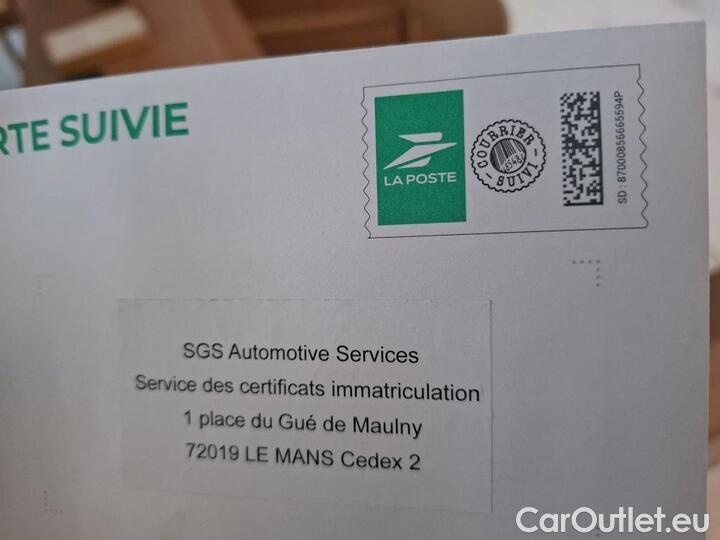 RTE SUIVIE
LA POSTE
COURRIER
SUIVI
SD : 87000856665594P
SGS Automotive Services
Service des certificats immatriculation
1 place du Gué de Maulny
72019 LE MANS Cedex 2
CarOutlet.eu